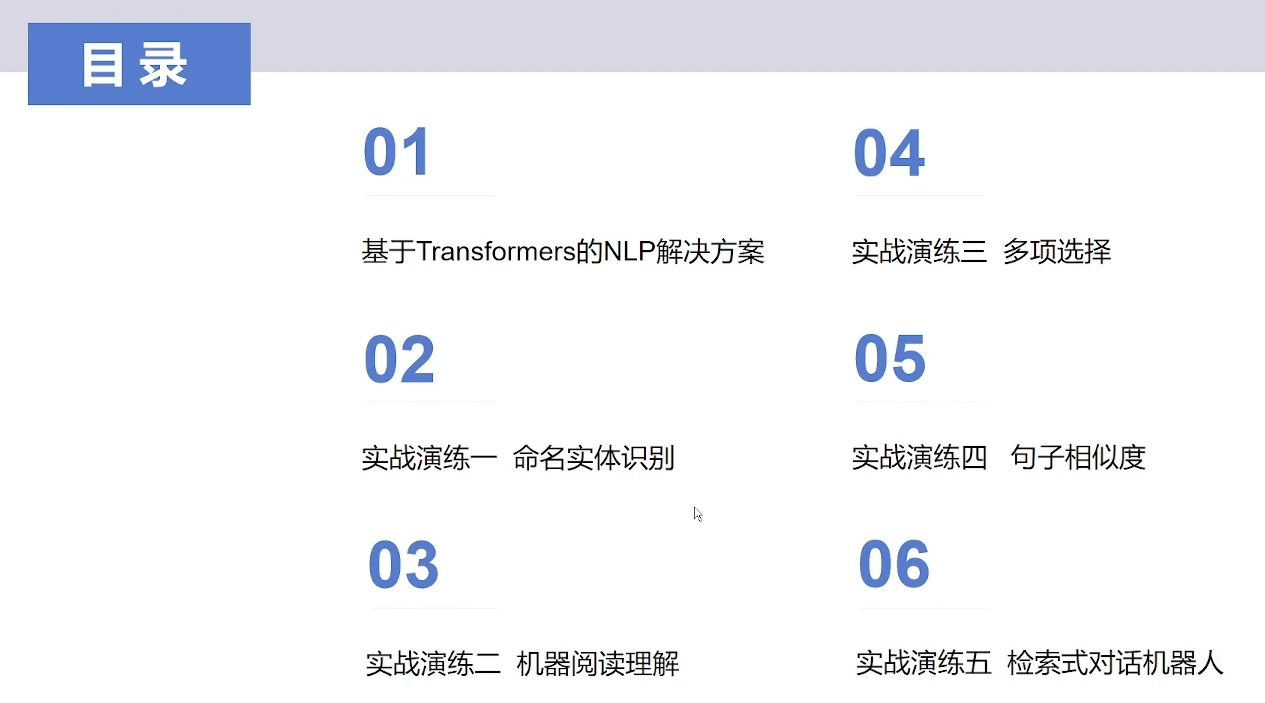 目录
01
基于Transformers的NLP解决方案
02
实战演练一 命名实体识别
03
实战演练二 机器阅读理解
04
实战演练三 多项选择
05
实战演练四 句子相似度
06
实战演练五 检索式对话机器人